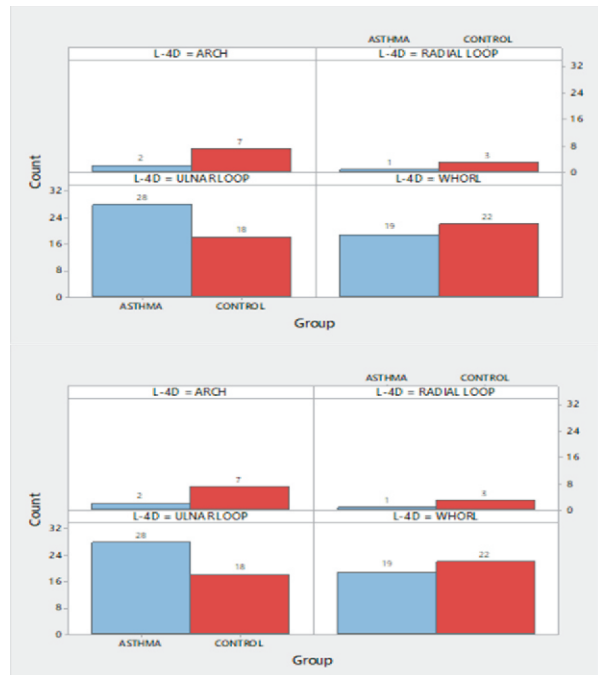 ASTHMA CONTROL
L-4D = ARCH L-4D = RADIAL LOOP
32
24
16
8
0
2 7 1 3
Count
L-4D = ULNAR LOOP L-4D = WHORL
32
24
16
8
0
28 18 19 22
ASTHMA CONTROL
Group
ASTHMA CONTROL
L-4D = ARCH L-4D = RADIAL LOOP
32
24
16
8
0
2 7 1 3
Count
L-4D = ULNAR LOOP L-4D = WHORL
32
24
16
8
0
28 18 19 22
ASTHMA CONTROL
Group